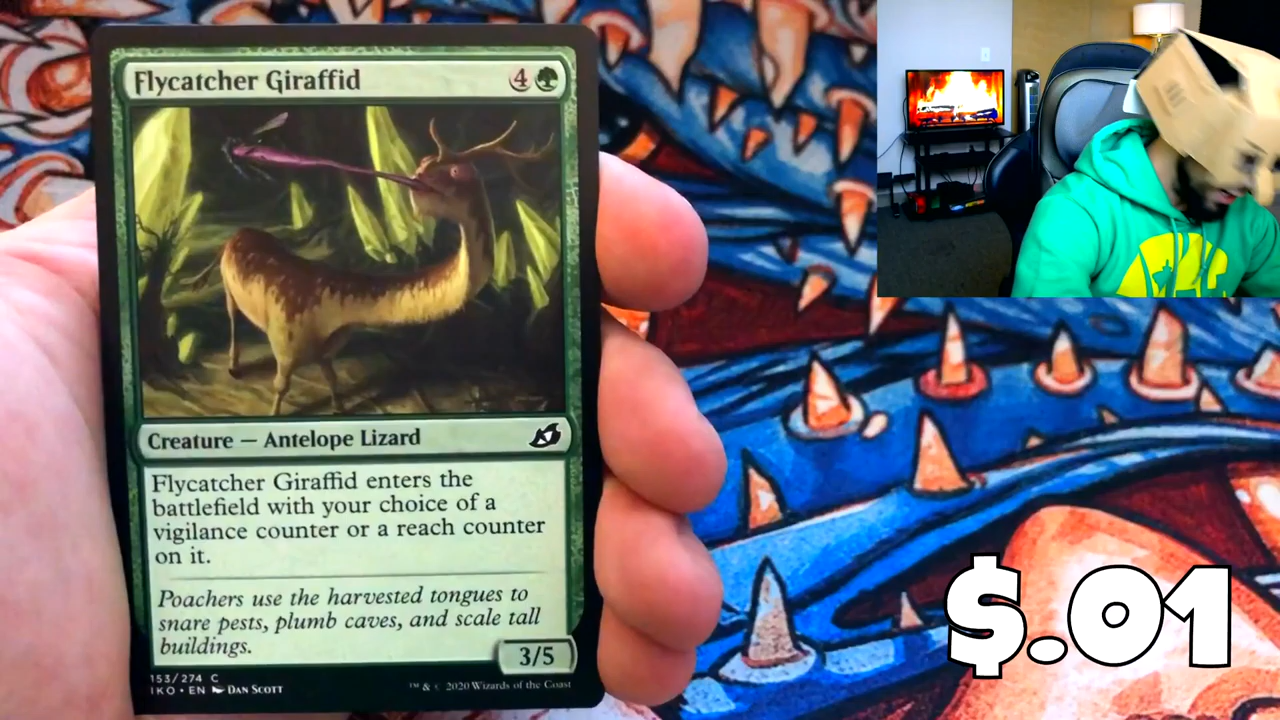 Flycatcher Giraffid 4
Creature — Antelope Lizard
Flycatcher Giraffid enters the
battlefield with your choice of a
vigilance counter or a reach counter
on it.
Poachers use the harvested tongues to
snare pests, plumb caves, and scale tall
buildings.
3/5
153/274 C
IKO • EN DAN SCOTT
™ & © 2020 Wizards of the Coast
$.01